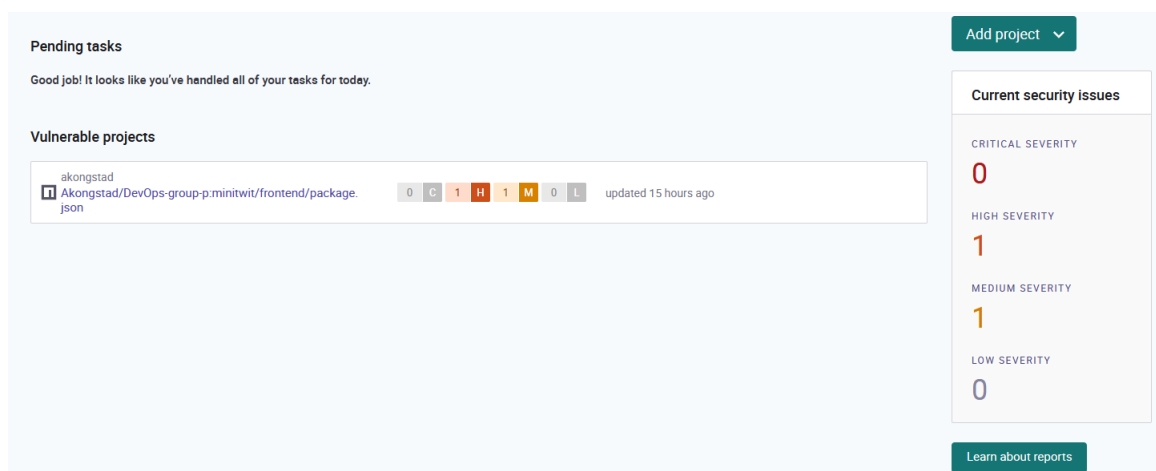 Pending tasks
Good job! It looks like you've handled all of your tasks for today.
Vulnerable projects
akongstad
Akongstad/DevOps-group-p:minitwit/frontend/package.
json
0 C 1 H 1 M 0 L
updated 15 hours ago
Add project
Current security issues
CRITICAL SEVERITY
0
HIGH SEVERITY
1
MEDIUM SEVERITY
1
LOW SEVERITY
0
Learn about reports